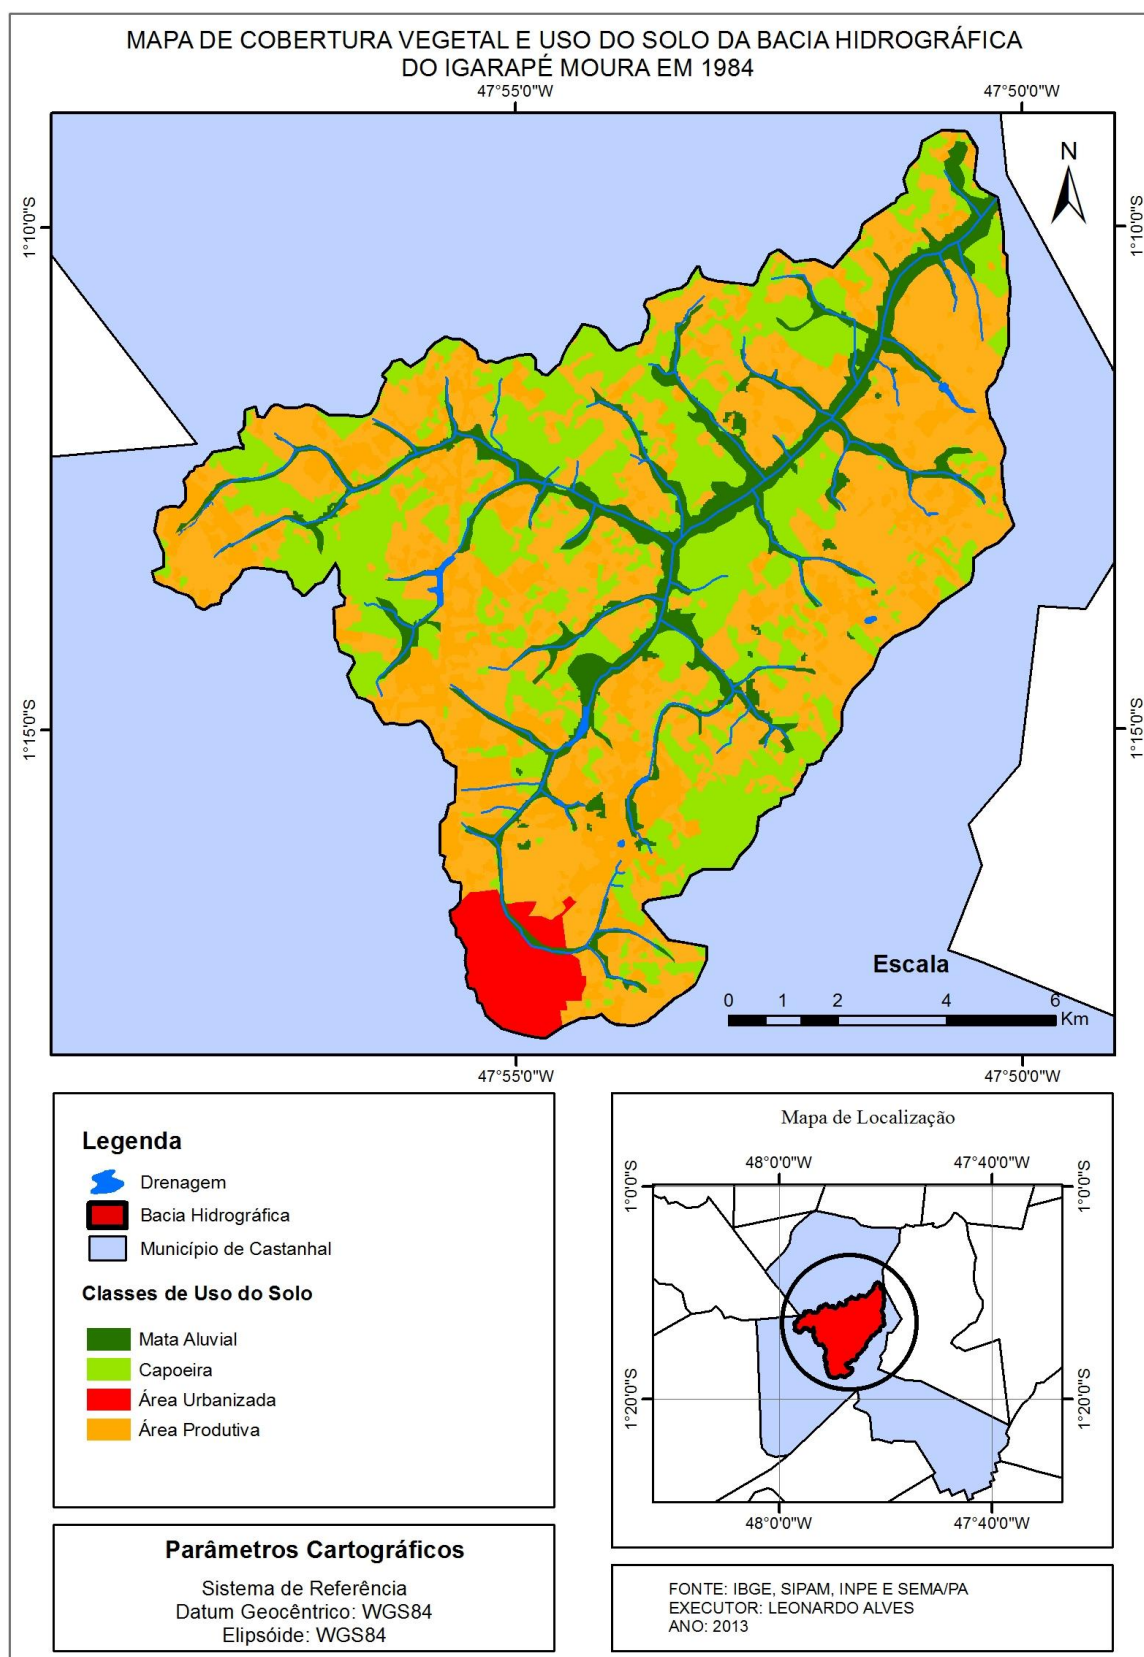 MAPA DE COBERTURA VEGETAL E USO DO SOLO DA BACIA HIDROGRÁFICA
DO IGARAPÉ MOURA EM 1984
47°55'0"W
47°50'0"W
N
1°10'0"S
1°10'0"S
1°15'0"S
1°15'0"S
Escala
0 1 2 4 6
Km
47°55'0"W
47°50'0"W
Legenda
Drenagem
Bacia Hidrográfica
Município de Castanhal
Classes de Uso do Solo
Mata Aluvial
Capoeira
Área Urbanizada
Área Produtiva
Mapa de Localização
48°0'0"W
47°40'0"W
1°0'0"S
1°0'0"S
1°20'0"S
1°20'0"S
48°0'0"W
47°40'0"W
Parâmetros Cartográficos
Sistema de Referência
Datum Geocêntrico: WGS84
Elipsóide: WGS84
FONTE: IBGE, SIPAM, INPE E SEMA/PA
EXECUTOR: LEONARDO ALVES
ANO: 2013